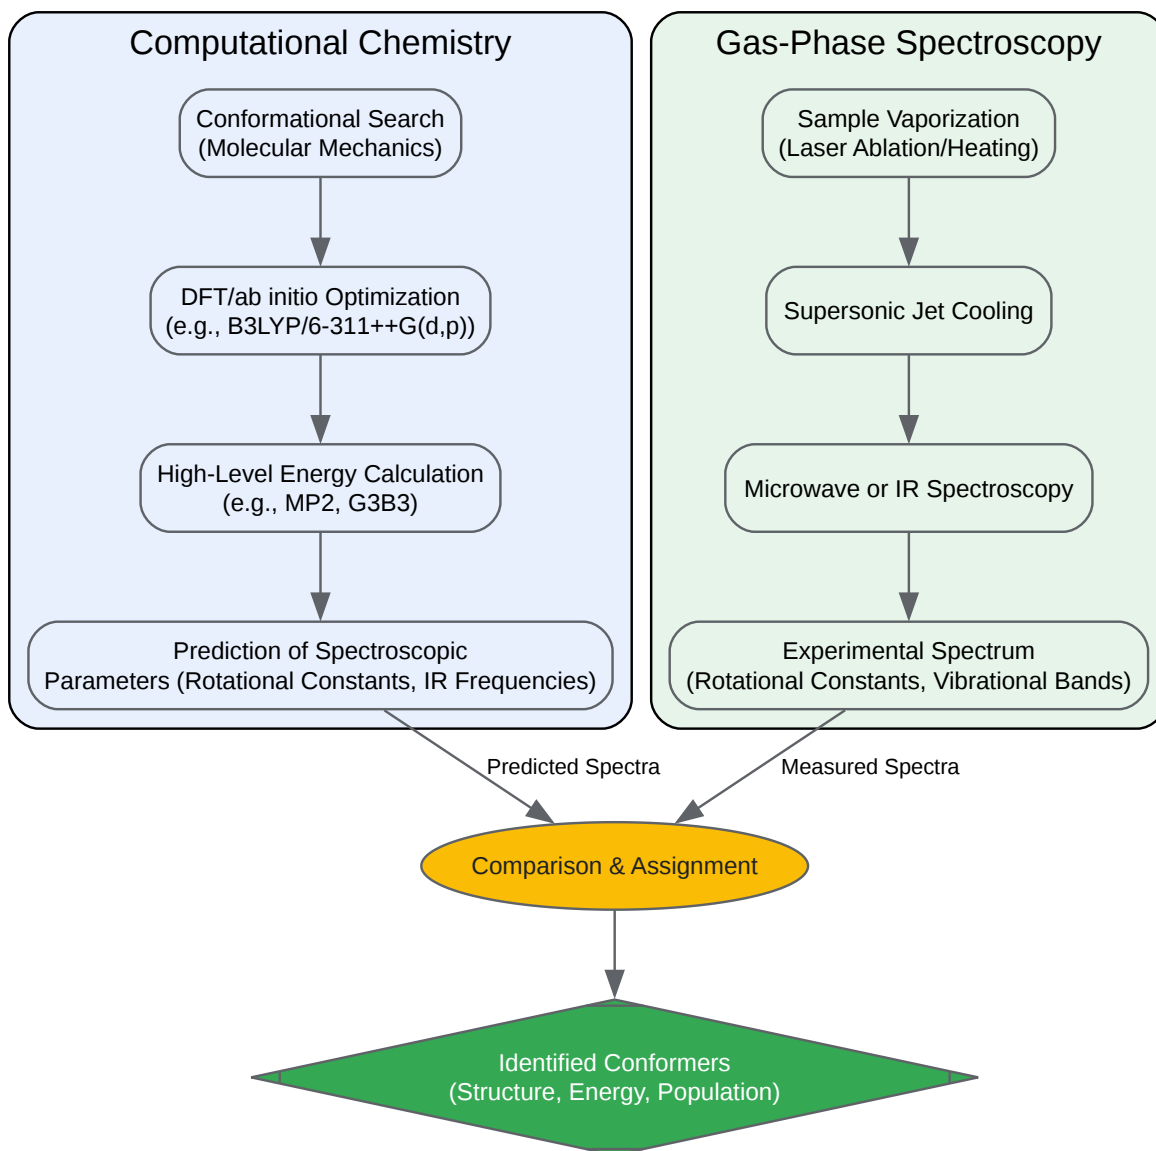 Computational Chemistry
Conformational Search
(Molecular Mechanics)
DFT/ab initio Optimization
(e.g., B3LYP/6-311++G(d,p))
High-Level Energy Calculation
(e.g., MP2, G3B3)
Prediction of Spectroscopic
Parameters (Rotational Constants, IR Frequencies)
Gas-Phase Spectroscopy
Sample Vaporization
(Laser Ablation/Heating)
Supersonic Jet Cooling
Microwave or IR Spectroscopy
Experimental Spectrum
(Rotational Constants, Vibrational Bands)
Predicted Spectra
Measured Spectra
Comparison & Assignment
Identified Conformers
(Structure, Energy, Population)